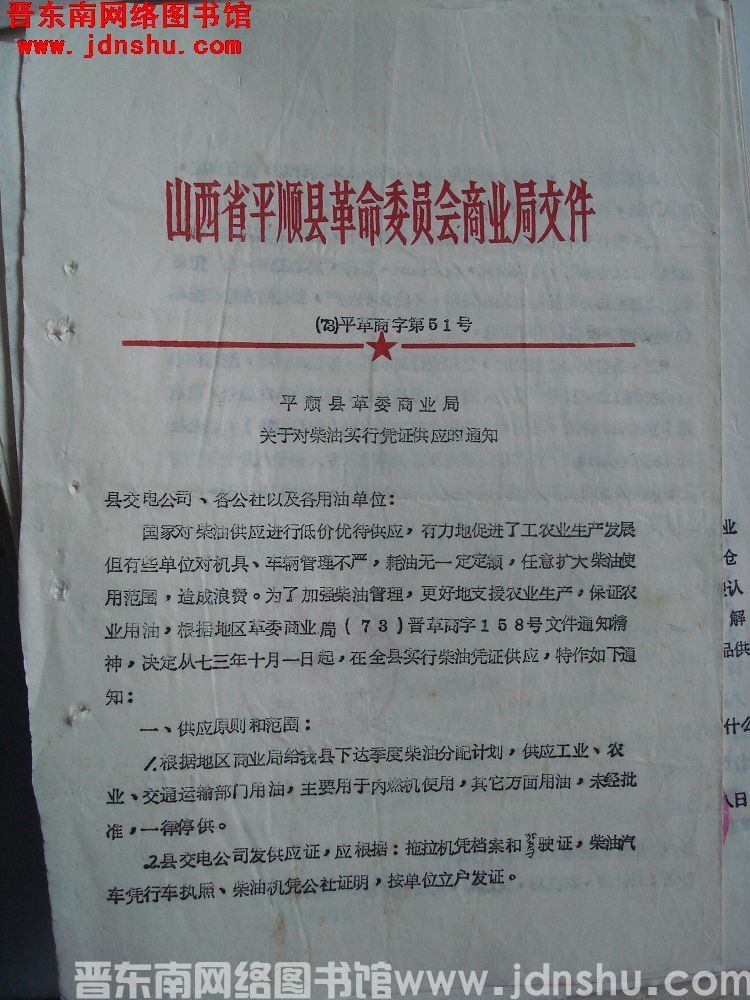 晋东南网络图书馆
www.jdnshu.com
山西省平顺县革命委员会商业局文件
(73)平革商字第51号
平顺县革委商业局
关于对柴油实行凭证供应的通知
县交电公司、各公社以及各用油单位：
国家对柴油供应进行低价优待供应，有力地促进了工农业生产发展
但有些单位对机具、车辆管理不严，耗油无一定定额，任意扩大柴油使
用范围，造成浪费。为了加强柴油管理，更好地支援农业生产，保证农
业用油，根据地区革委商业局(73)晋革商字158号文件通知精
神，决定从七三年十月一日起，在全县实行柴油凭证供应，特作如下通
知：
一、供应原则和范围：
1.根据地区商业局给我县下达季度柴油分配计划，供应工业、农
业、交通运输部门用油，主要用于内燃机使用，其它万面用油，未经批
准，一律停供。
2县交电公司发供应证，应根据：拖拉机凭档案和驾驶证，柴油汽
车凭行车执照、柴油机凭公社证明，按单位立户发证。
业
仓
认
解
品供
什么
日
晋东南网络图书馆www.jdnshu.com